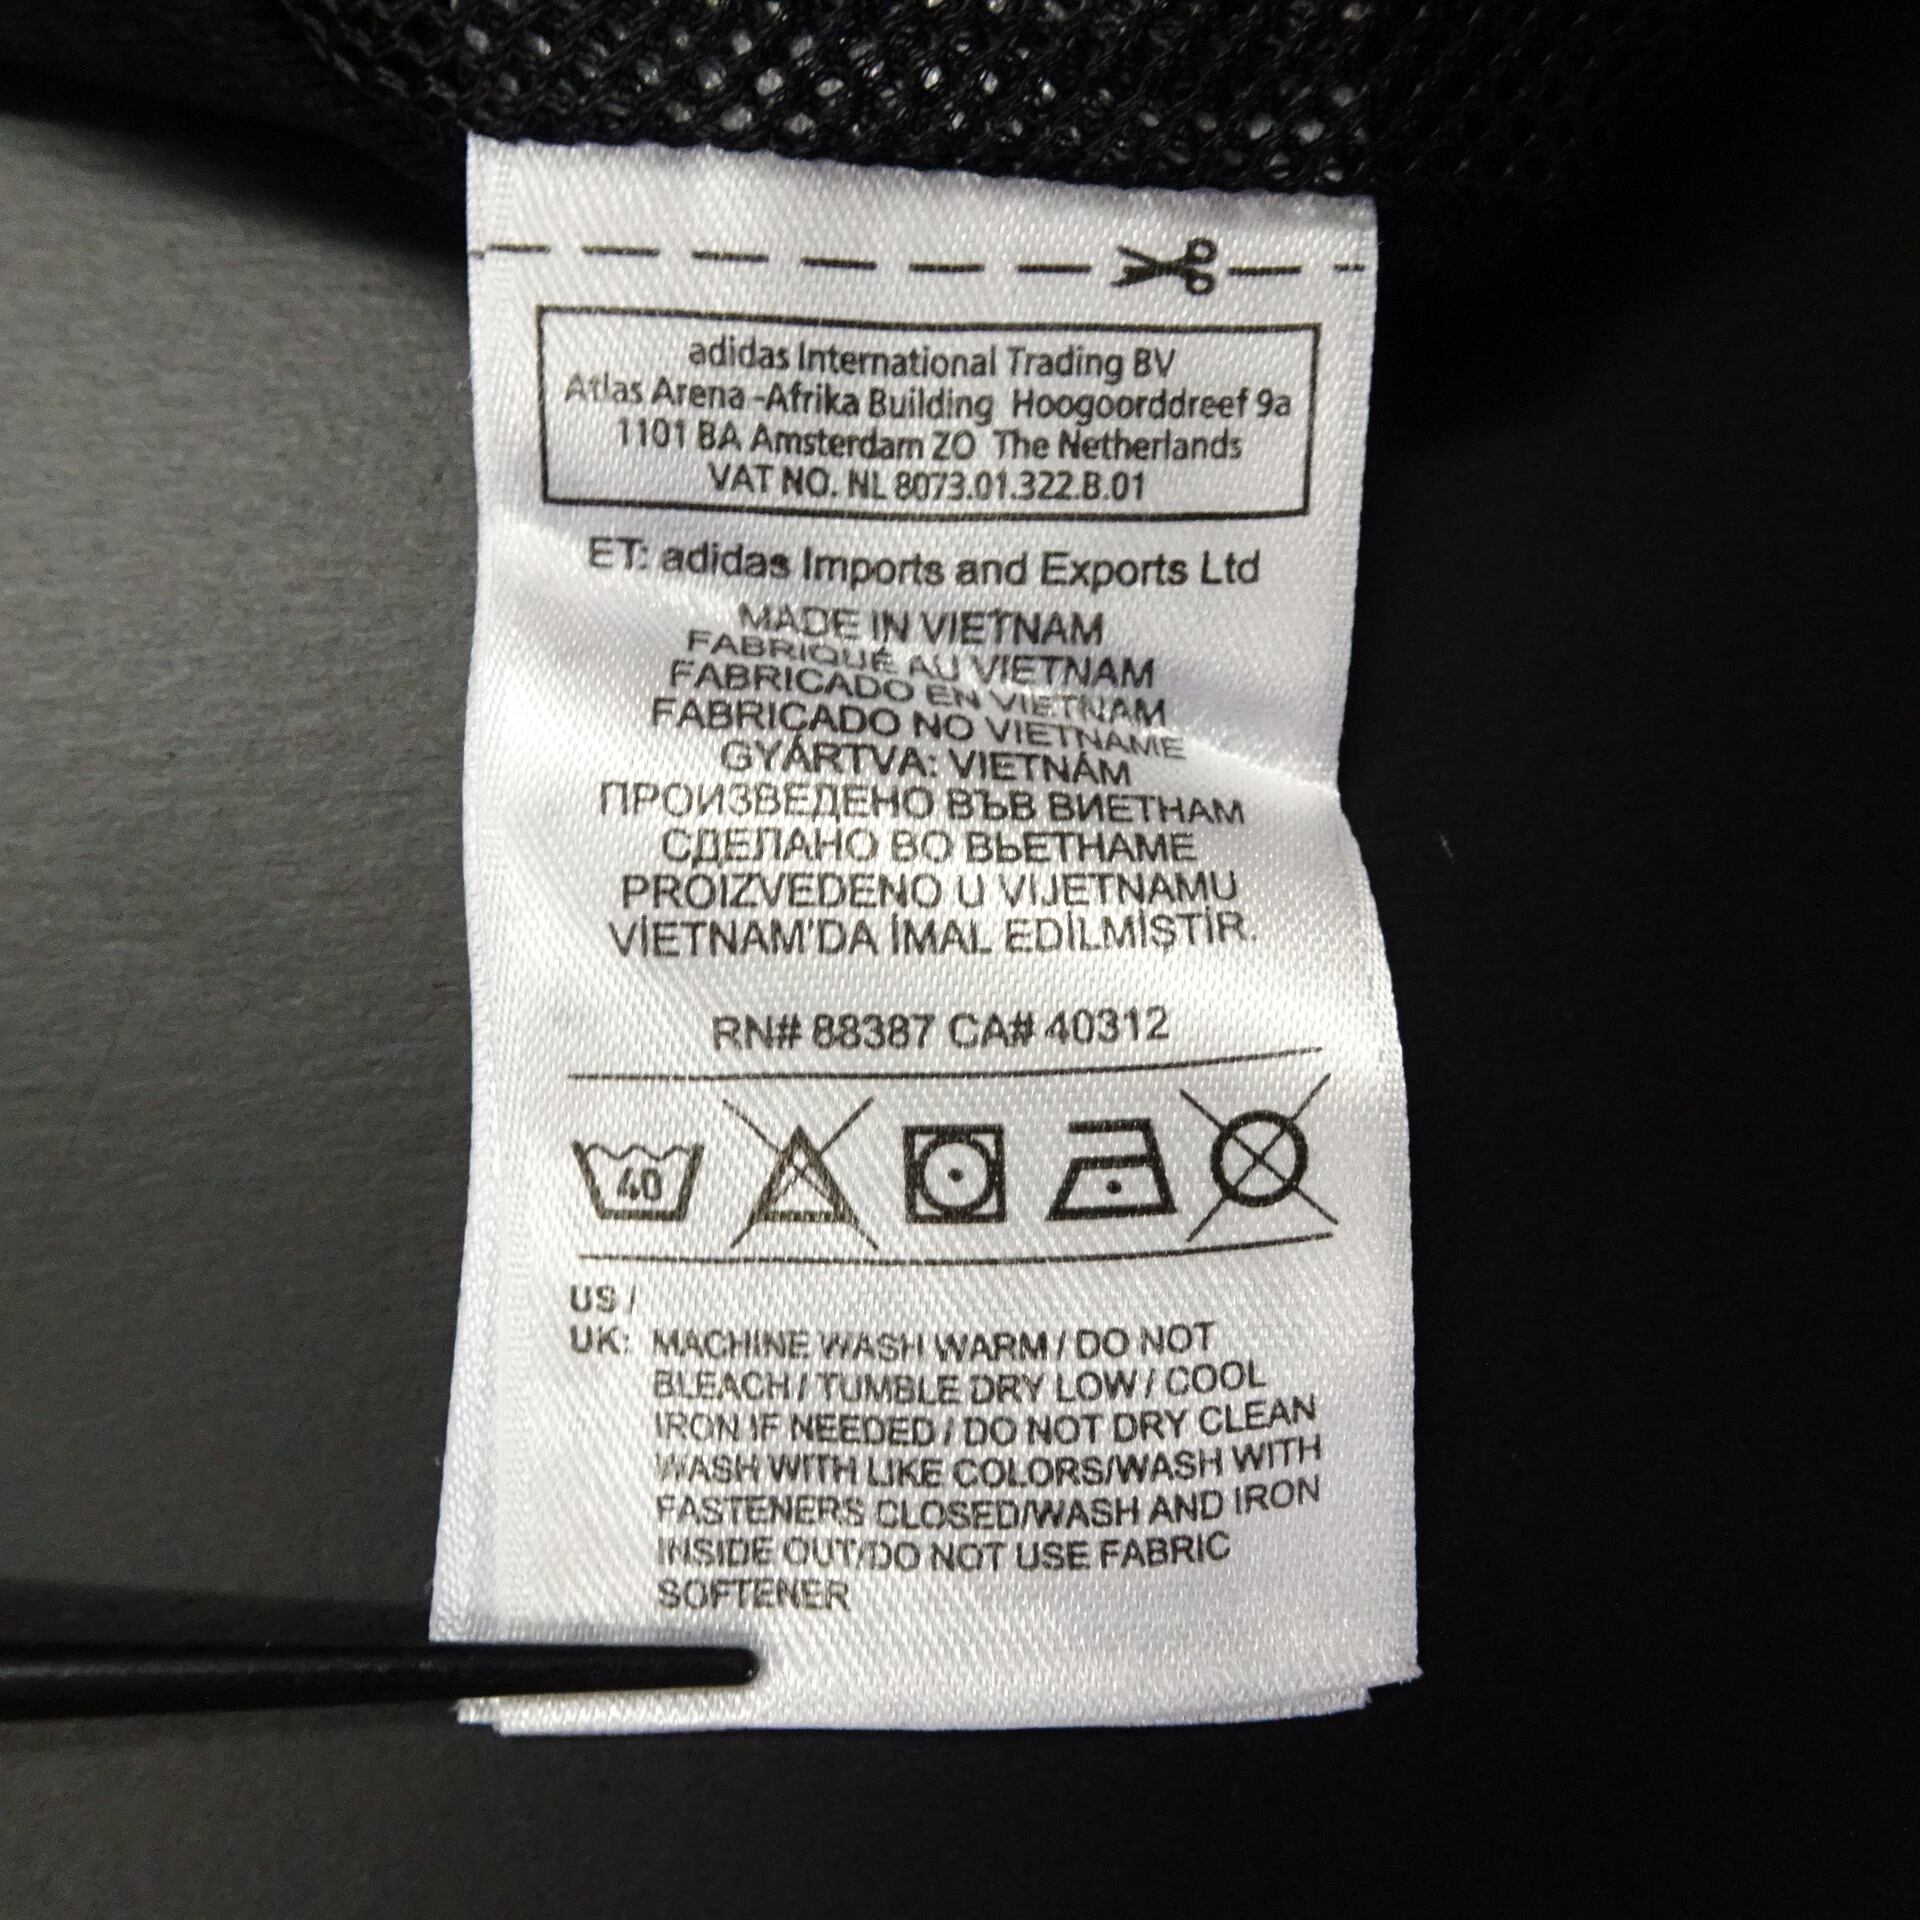 adidas International Trading BV
Atlas Arena -Afrika Building Hoogoorddreef 9a
1101 BA Amsterdam ZO The Netherlands
VAT NO. NL 8073.01.322.B.01
ET: adidas Imports and Exports Ltd
MADE IN VIETNAM
FABRIQUÉ AU VIETNAM
FABRICADO EN VIETNAM
FABRICADO NO VIETNAME
GYÁRTVA: VIETNÁM
ПРОИЗВЕДЕНО ВЪВ ВИЕТНАМ
СДЕЛАНО ВО ВЬЕТНАМЕ
PROIZVEDENO U VIJETNAMU
VİETNAM'DA İMAL EDİLMİŞTİR.
RN# 88387 CA# 40312
40
US /
UK: MACHINE WASH WARM / DO NOT
BLEACH / TUMBLE DRY LOW / COOL
IRON IF NEEDED / DO NOT DRY CLEAN
WASH WITH LIKE COLORS/WASH WITH
FASTENERS CLOSED/WASH AND IRON
INSIDE OUT/DO NOT USE FABRIC
SOFTENER